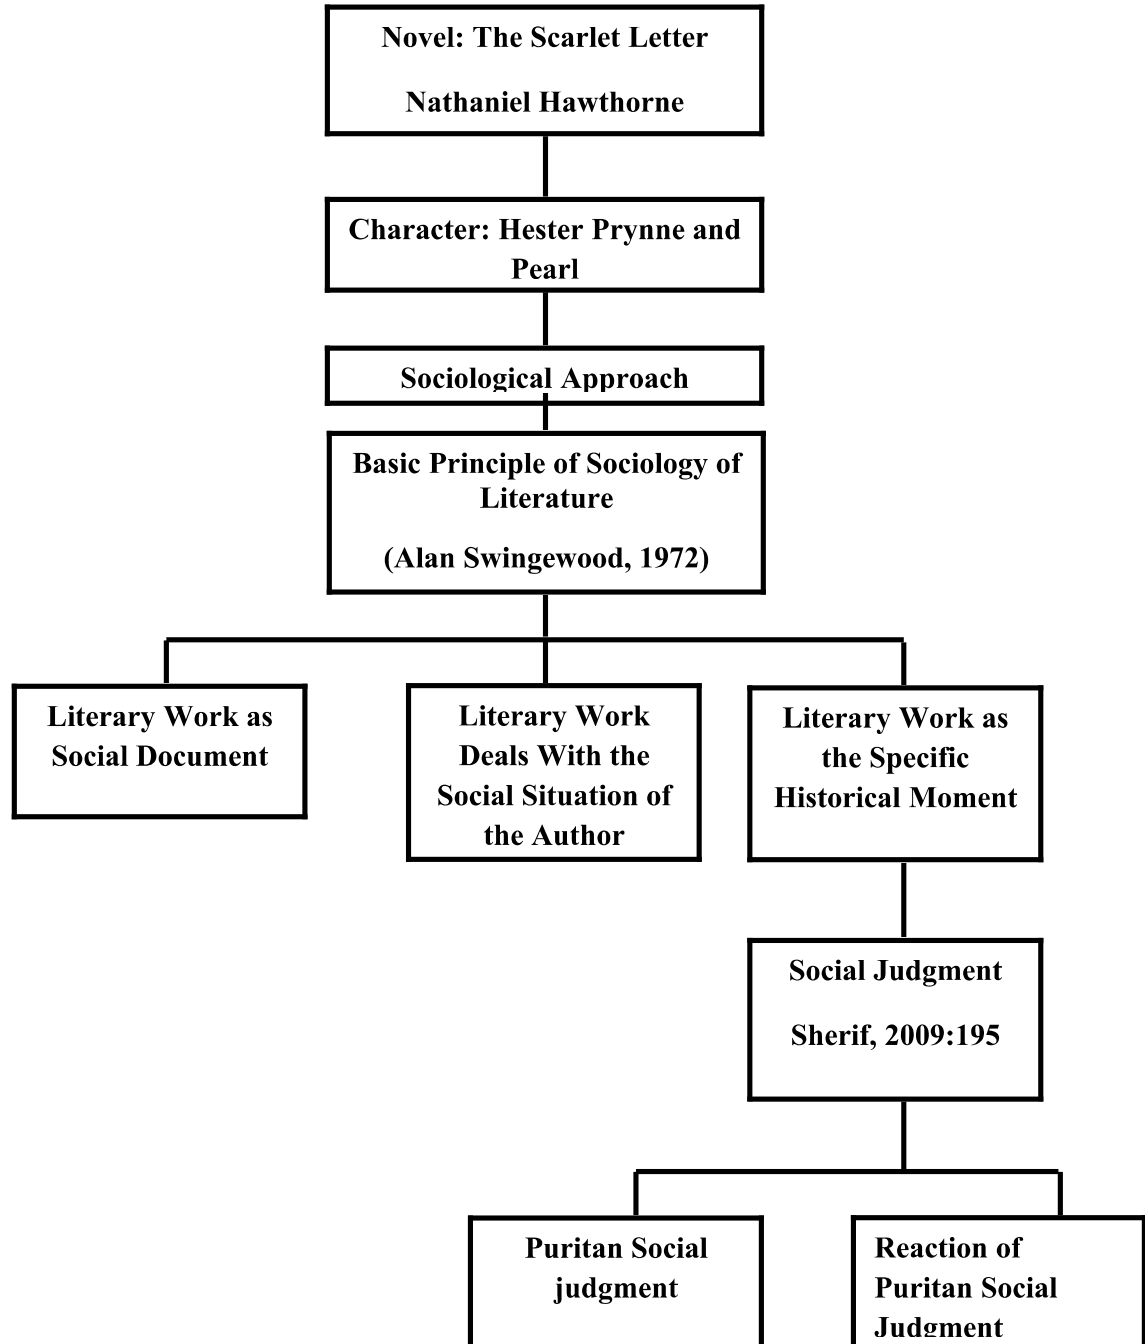 Novel: The Scarlet Letter
Nathaniel Hawthorne
Character: Hester Prynne and
Pearl
Sociological Approach
Basic Principle of Sociology of
Literature
(Alan Swingewood, 1972)
Literary Work as
Social Document
Literary Work
Deals With the
Social Situation of
the Author
Literary Work as
the Specific
Historical Moment
Social Judgment
Sherif, 2009:195
Puritan Social
judgment
Reaction of
Puritan Social
Judgment